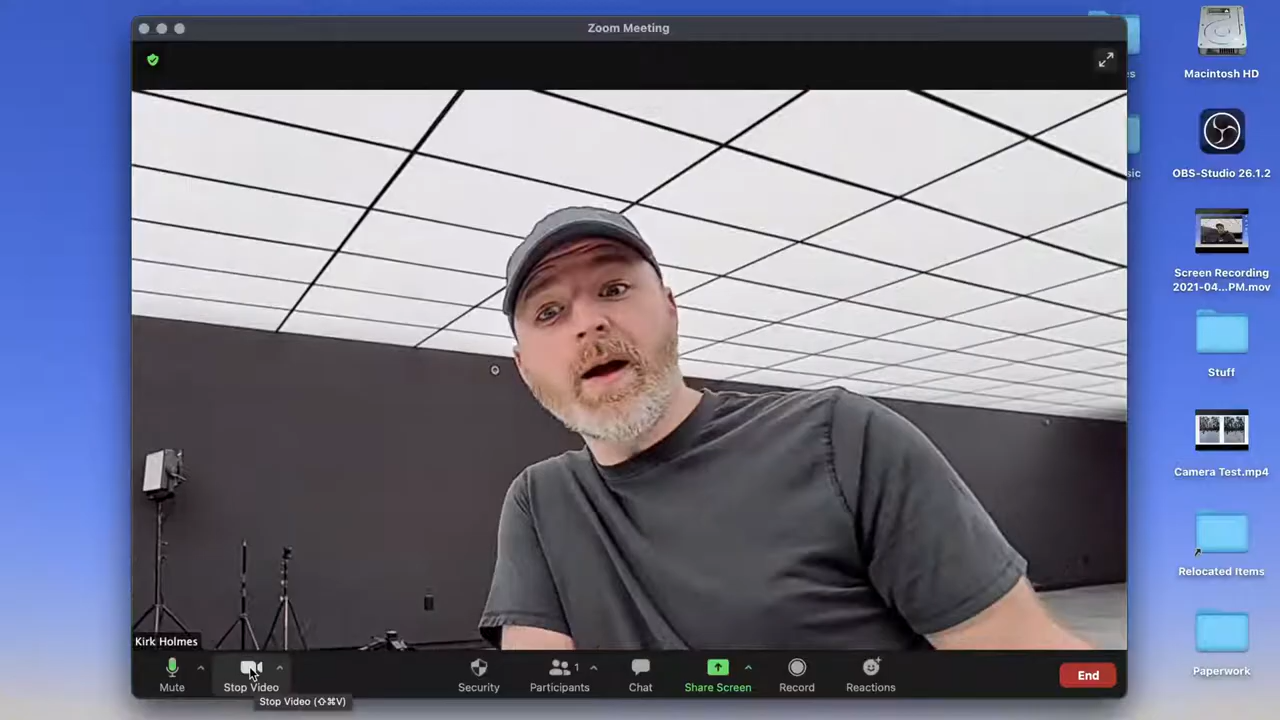 Zoom Meeting
es
Macintosh HD
sic
OBS-Studio 26.1.2
Screen Recording
2021-04...PM.mov
Stuff
Camera Test.mp4
Relocated Items
Paperwork
Kirk Holmes
Mute
Stop Video
Security
1
Participants
Chat
Share Screen
Record
Reactions
End
Stop Video (⇧⌘V)